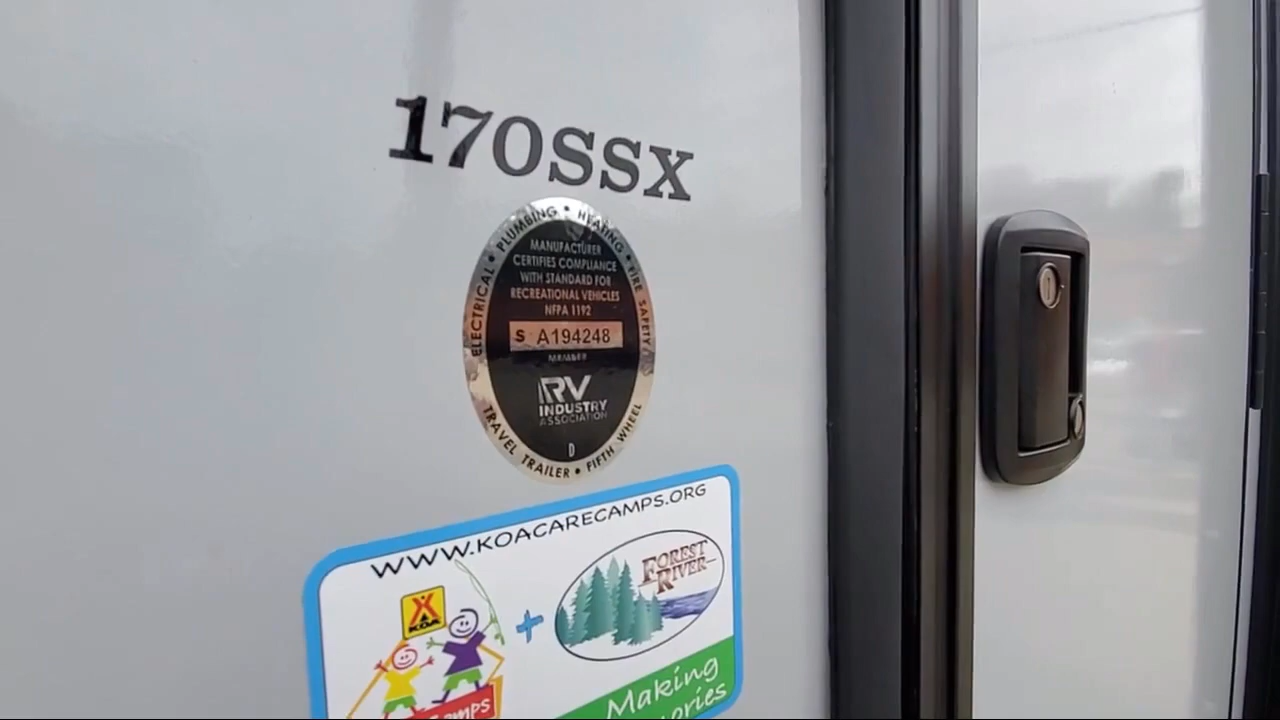 170SSX
ELECTRICAL • PLUMBING • HEATING • FIRE SAFETY
MANUFACTURER
CERTIFIES COMPLIANCE
WITH STANDARD FOR
RECREATIONAL VEHICLES
NFPA 1192
S A194248
MEMBER
RV
INDUSTRY
ASSOCIATION
D
TRAVEL TRAILER • FIFTH WHEEL
WWW.KOACARECAMPS.ORG
KOA
+
FOREST
RIVER
Making